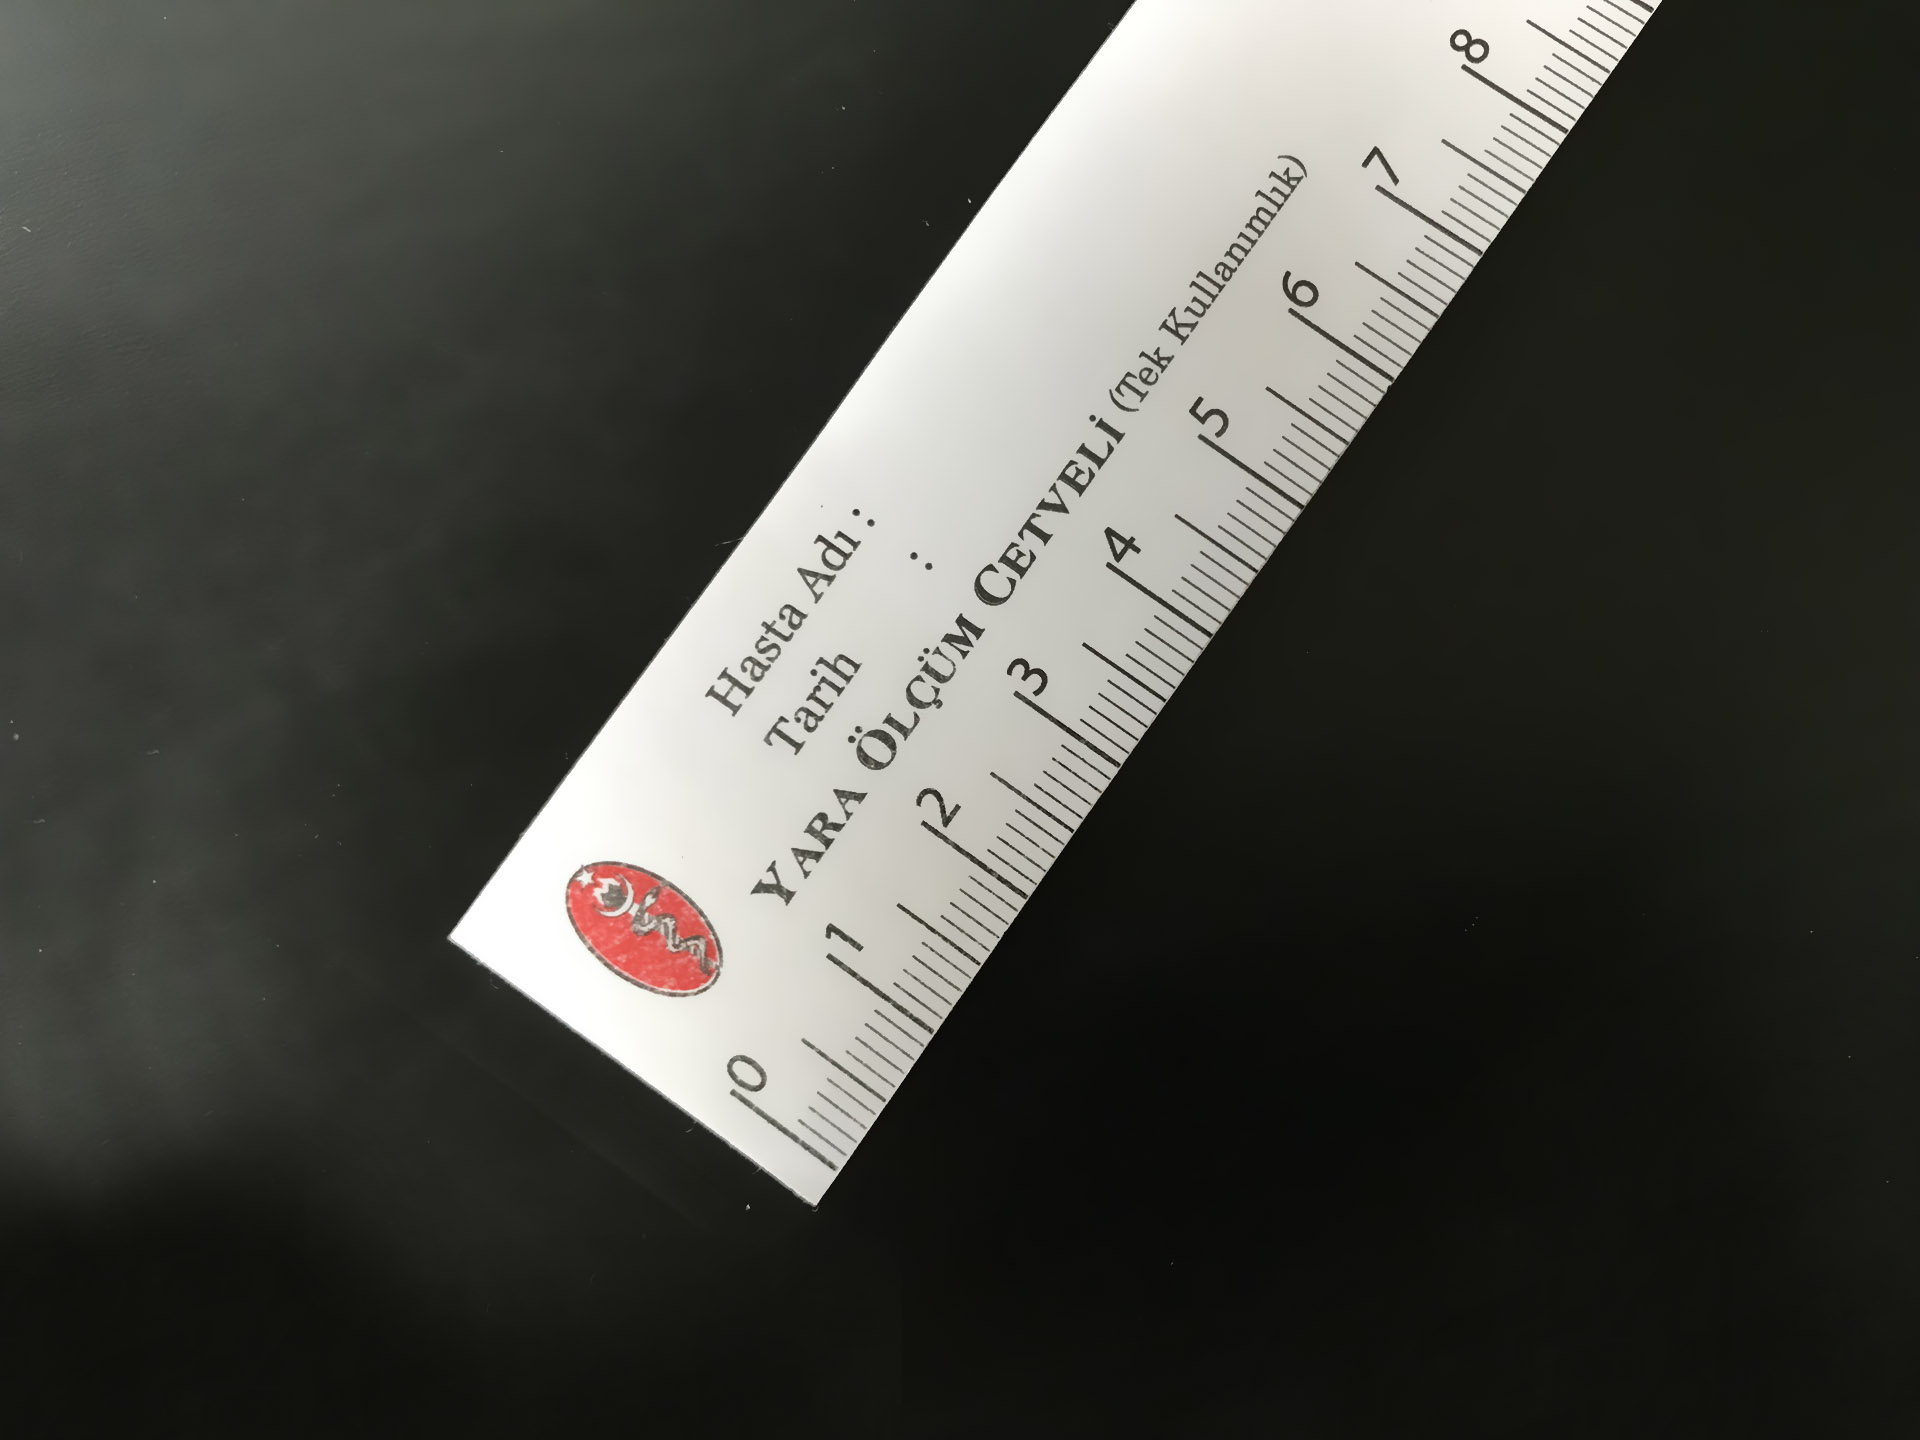 Hasta Adı :
Tarih :
YARA ÖLÇÜM CETVELİ (Tek Kullanımlık)
0 1 2 3 4 5 6 7 8